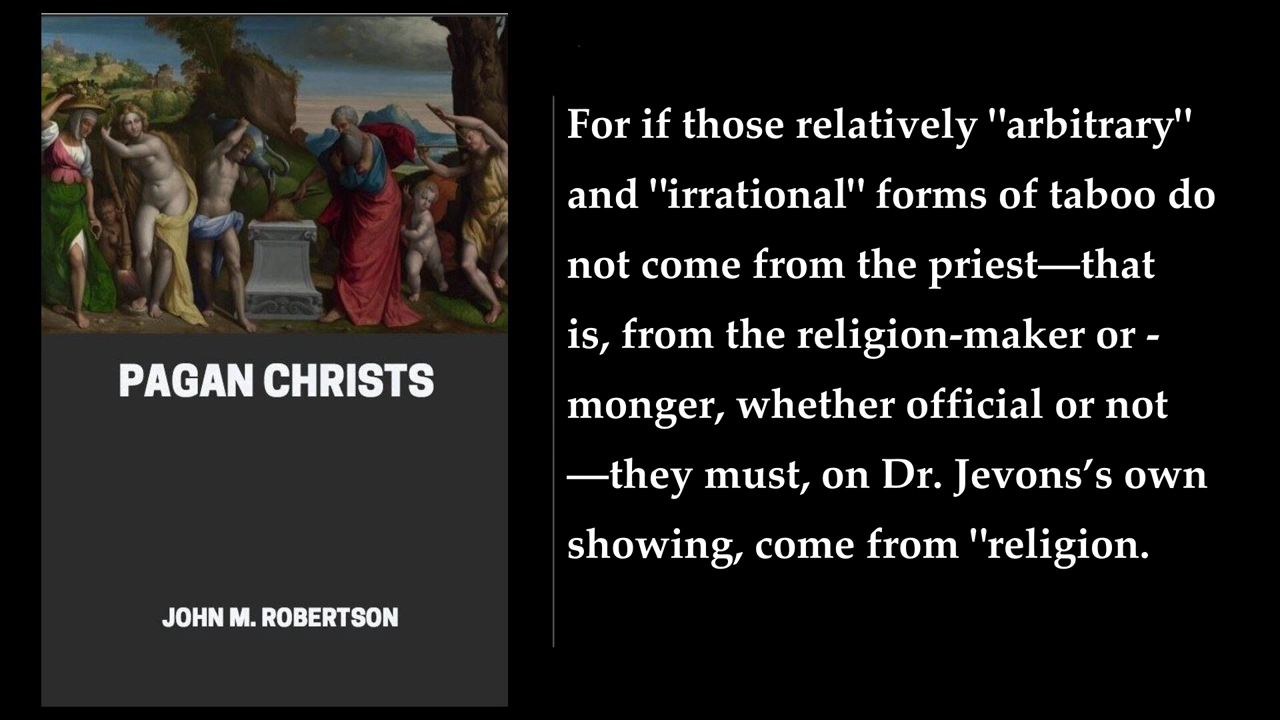 PAGAN CHRISTS
JOHN M. ROBERTSON
For if those relatively "arbitrary"
and "irrational" forms of taboo do
not come from the priest—that
is, from the religion-maker or -
monger, whether official or not
—they must, on Dr. Jevons’s own
showing, come from "religion.